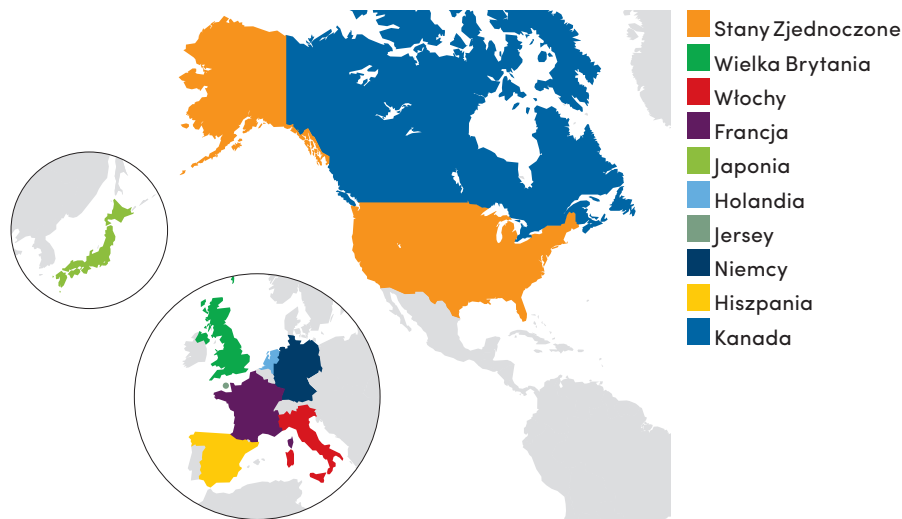 Stany Zjednoczone
Wielka Brytania
Włochy
Francja
Japonia
Holandia
Jersey
Niemcy
Hiszpania
Kanada